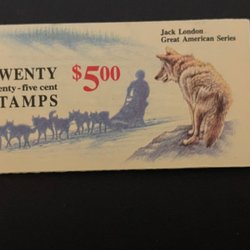 WENTY
enty-five cent
TAMPS
$5.00
Jack London
Great American Series